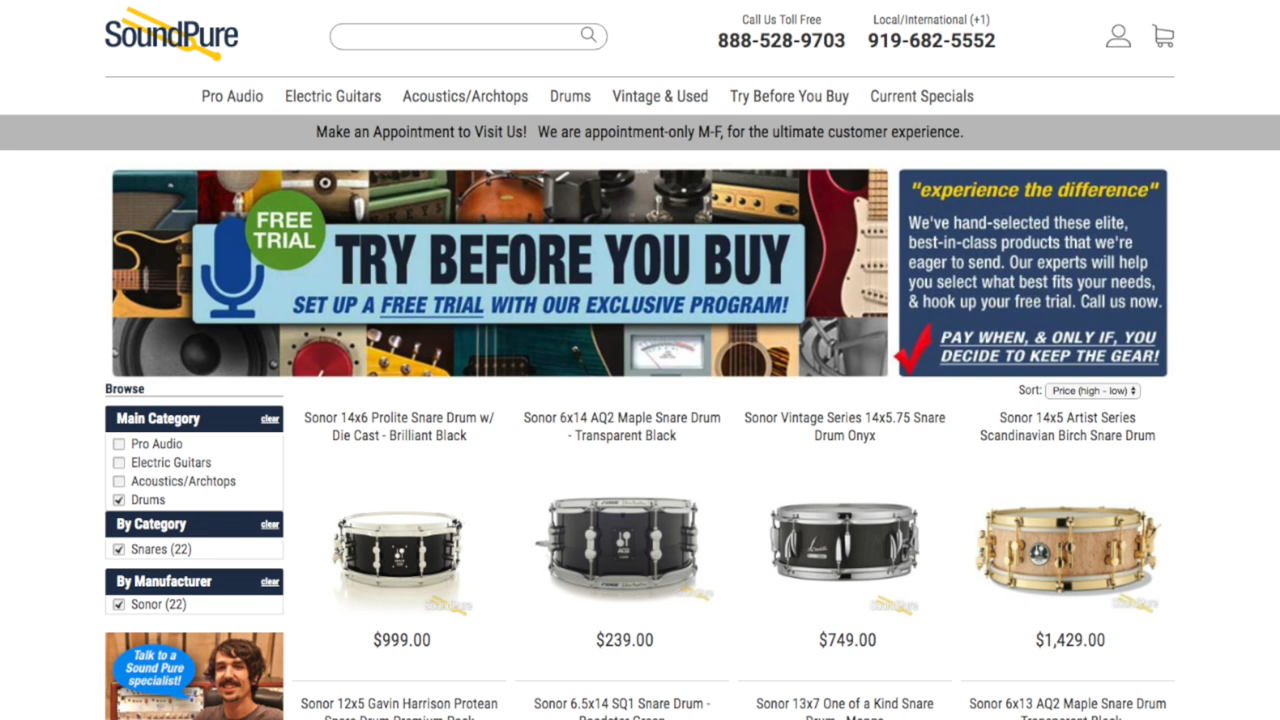 SoundPure
Call Us Toll Free
888-528-9703
Local/International (+1)
919-682-5552
Pro Audio
Electric Guitars
Acoustics/Archtops
Drums
Vintage & Used
Try Before You Buy
Current Specials
Make an Appointment to Visit Us! We are appointment-only M-F, for the ultimate customer experience.
FREE
TRIAL
TRY BEFORE YOU BUY
SET UP A FREE TRIAL WITH OUR EXCLUSIVE PROGRAM!
"experience the difference"
We've hand-selected these elite,
best-in-class products that we're
eager to send. Our experts will help
you select what best fits your needs,
& hook up your free trial. Call us now.
PAY WHEN, & ONLY IF, YOU
DECIDE TO KEEP THE GEAR!
Browse
Sort: Price (high - low)
Main Category clear
Pro Audio
Electric Guitars
Acoustics/Archtops
Drums
By Category clear
Snares (22)
By Manufacturer clear
Sonor (22)
Talk to a
Sound Pure
specialist!
Sonor 14x6 Prolite Snare Drum w/
Die Cast - Brilliant Black
$999.00
Sonor 6x14 AQ2 Maple Snare Drum
- Transparent Black
$239.00
Sonor Vintage Series 14x5.75 Snare
Drum Onyx
$749.00
Sonor 14x5 Artist Series
Scandinavian Birch Snare Drum
$1,429.00
Sonor 12x5 Gavin Harrison Protean
Snare Drum Premium Pack
Sonor 6.5x14 SQ1 Snare Drum -
Roadster Green
Sonor 13x7 One of a Kind Snare
Drum - Mappa
Sonor 6x13 AQ2 Maple Snare Drum
Transparent Black